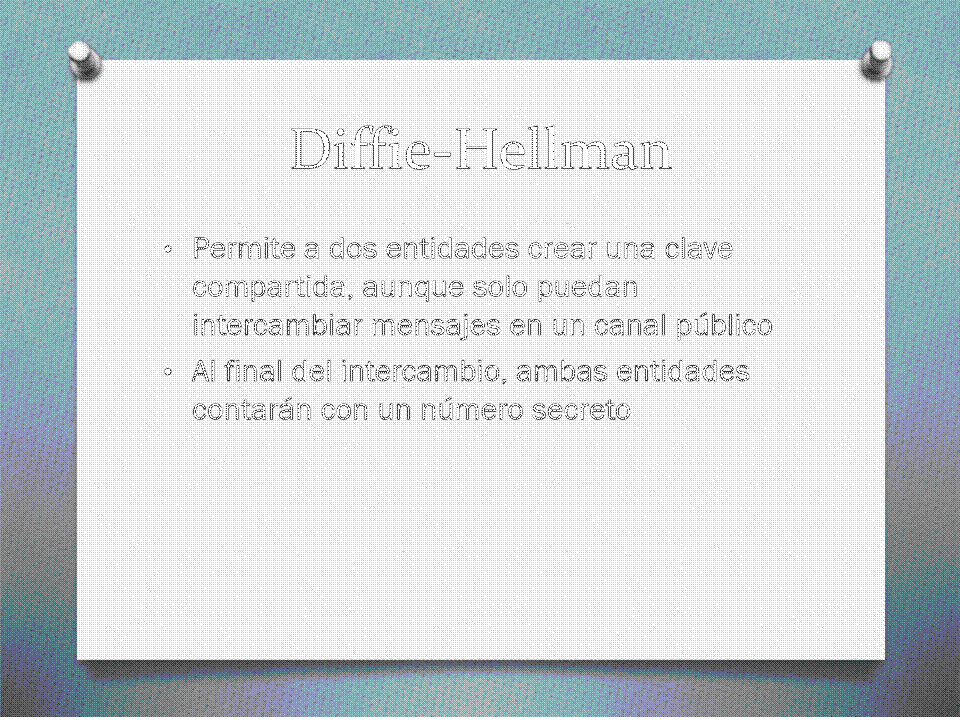 Diffie-Hellman
• Permite a dos entidades crear una clave
compartida, aunque solo puedan
intercambiar mensajes en un canal público
• Al final del intercambio, ambas entidades
contarán con un número secreto